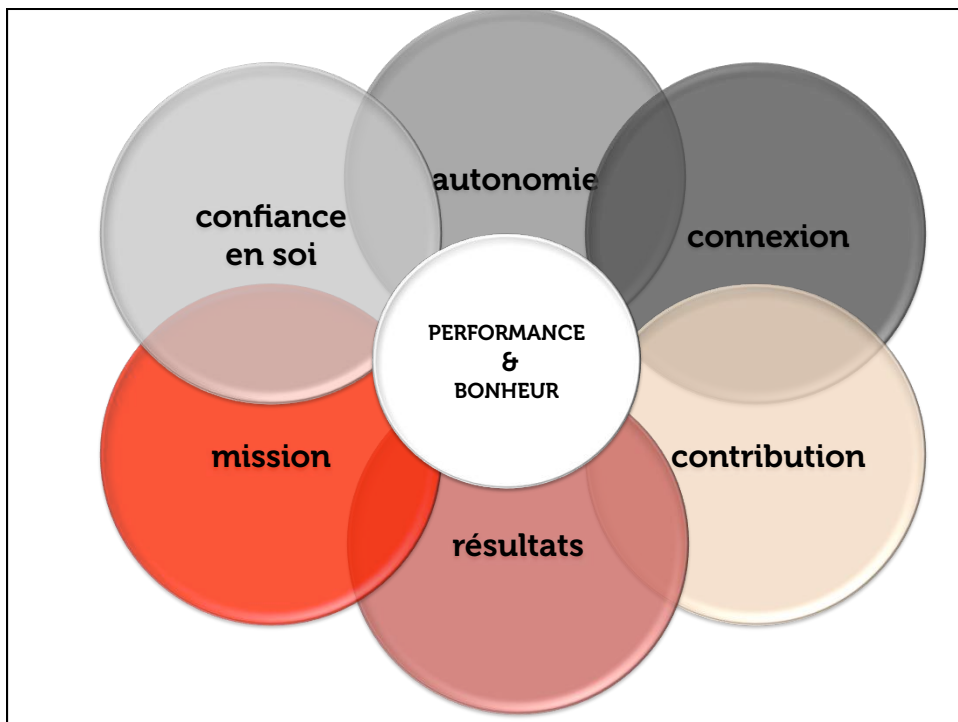 autonomie
confiance
en soi
connexion
PERFORMANCE
&
BONHEUR
mission
contribution
résultats